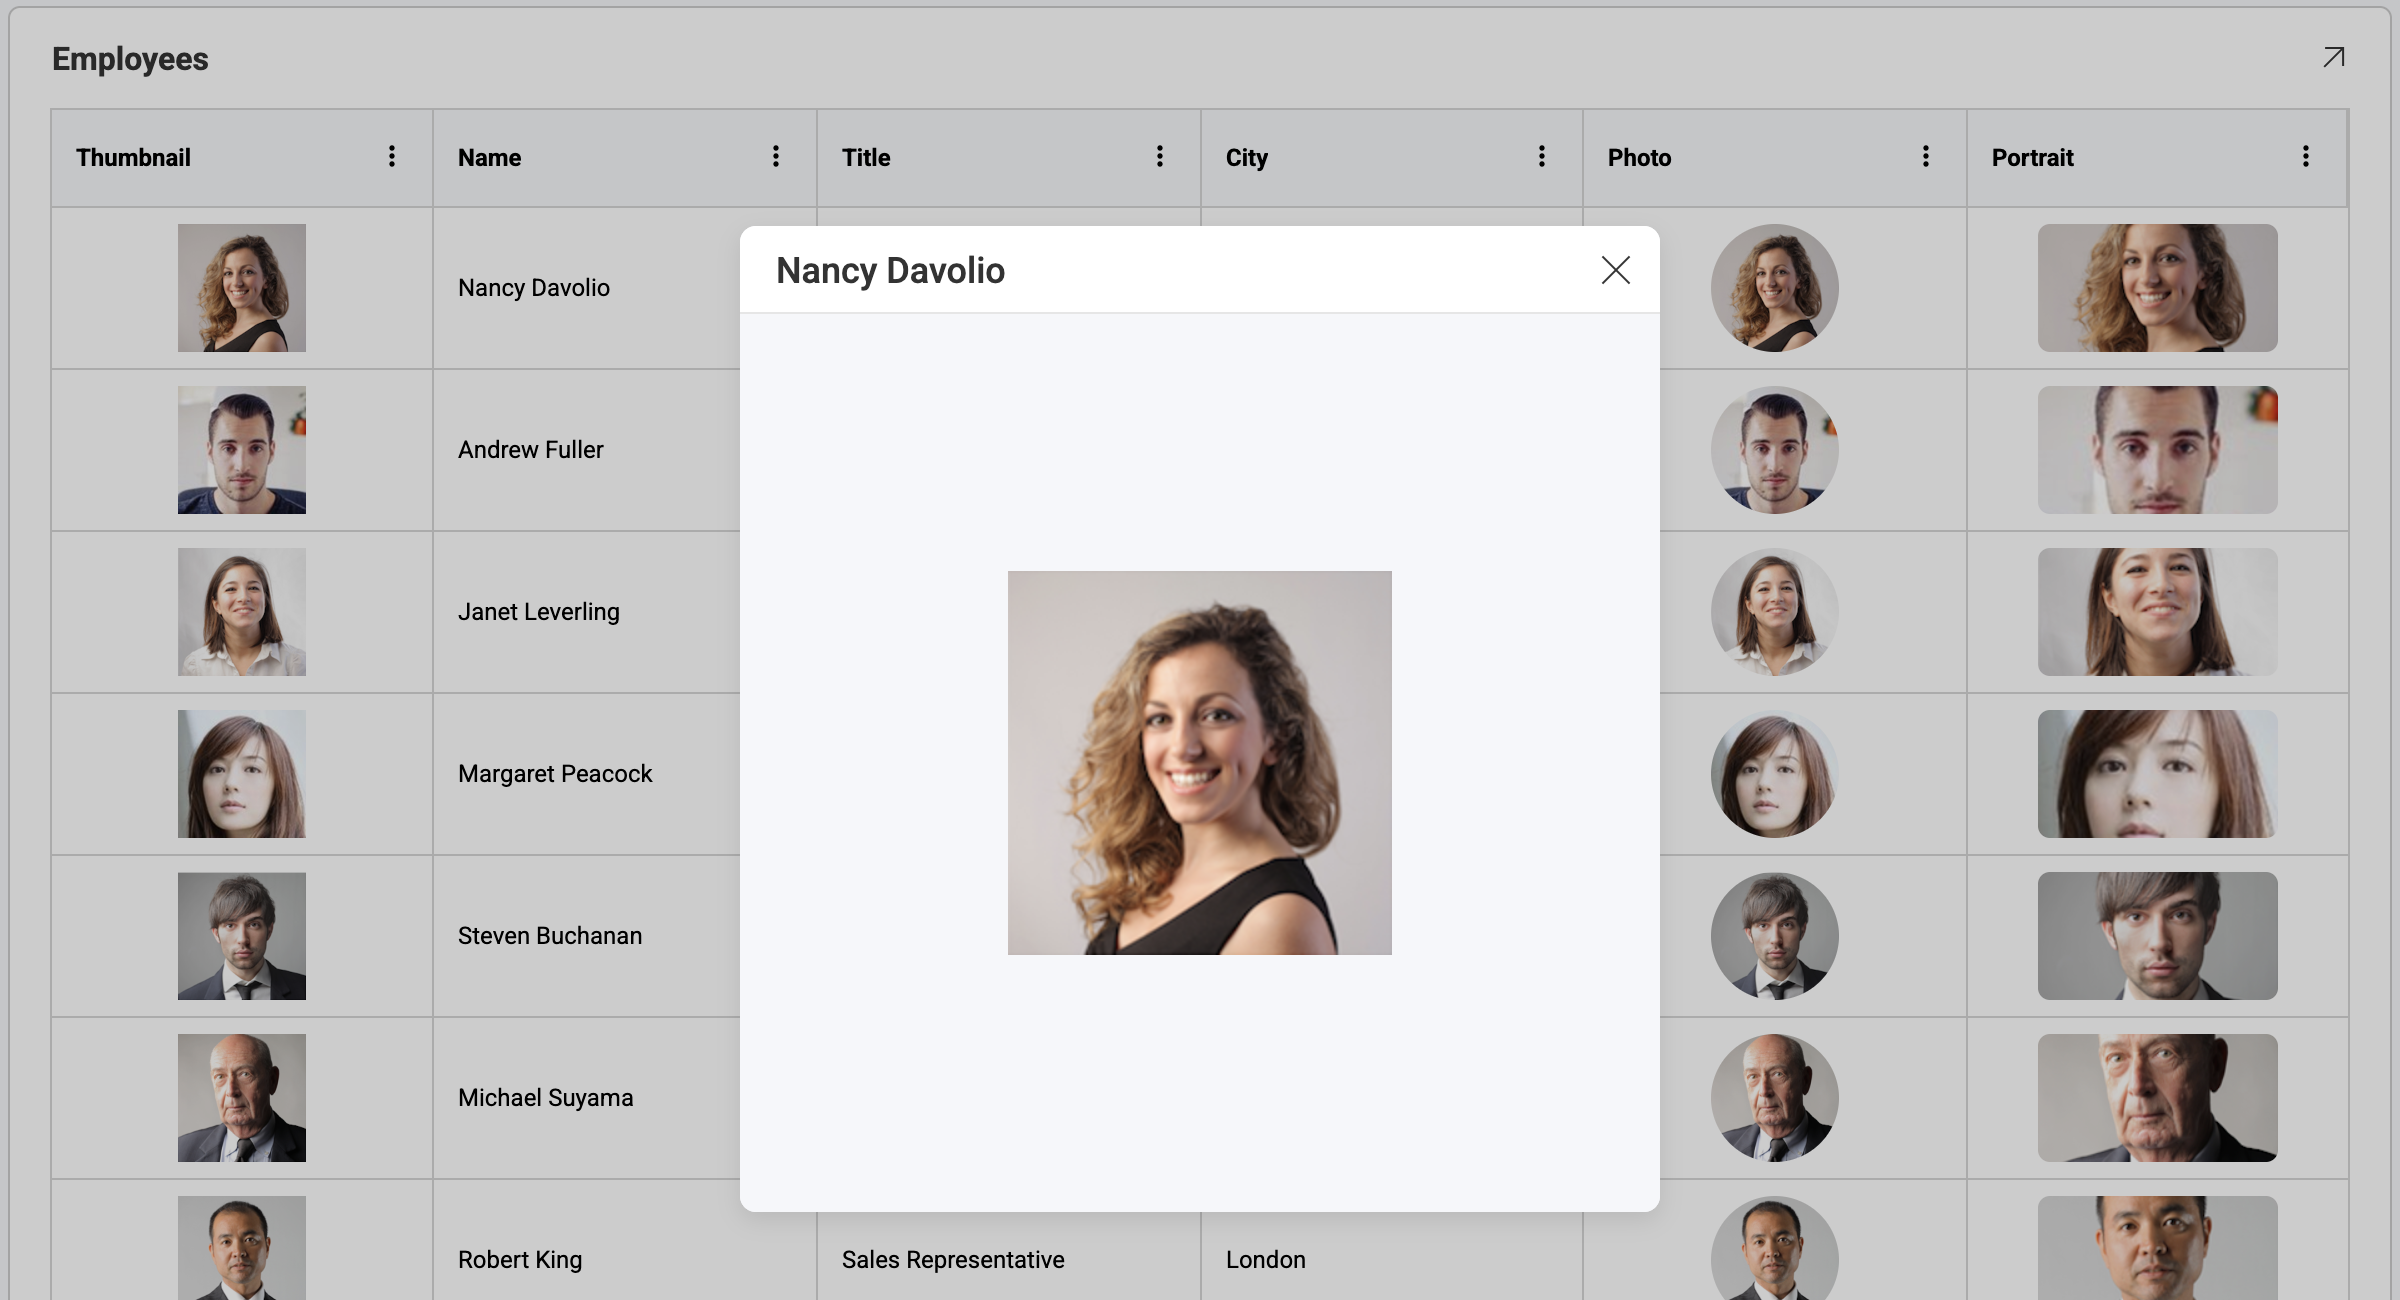 Employees
Thumbnail Name Title City Photo Portrait
Nancy Davolio
Nancy Davolio
Andrew Fuller
Janet Leverling
Margaret Peacock
Steven Buchanan
Michael Suyama
Robert King Sales Representative London